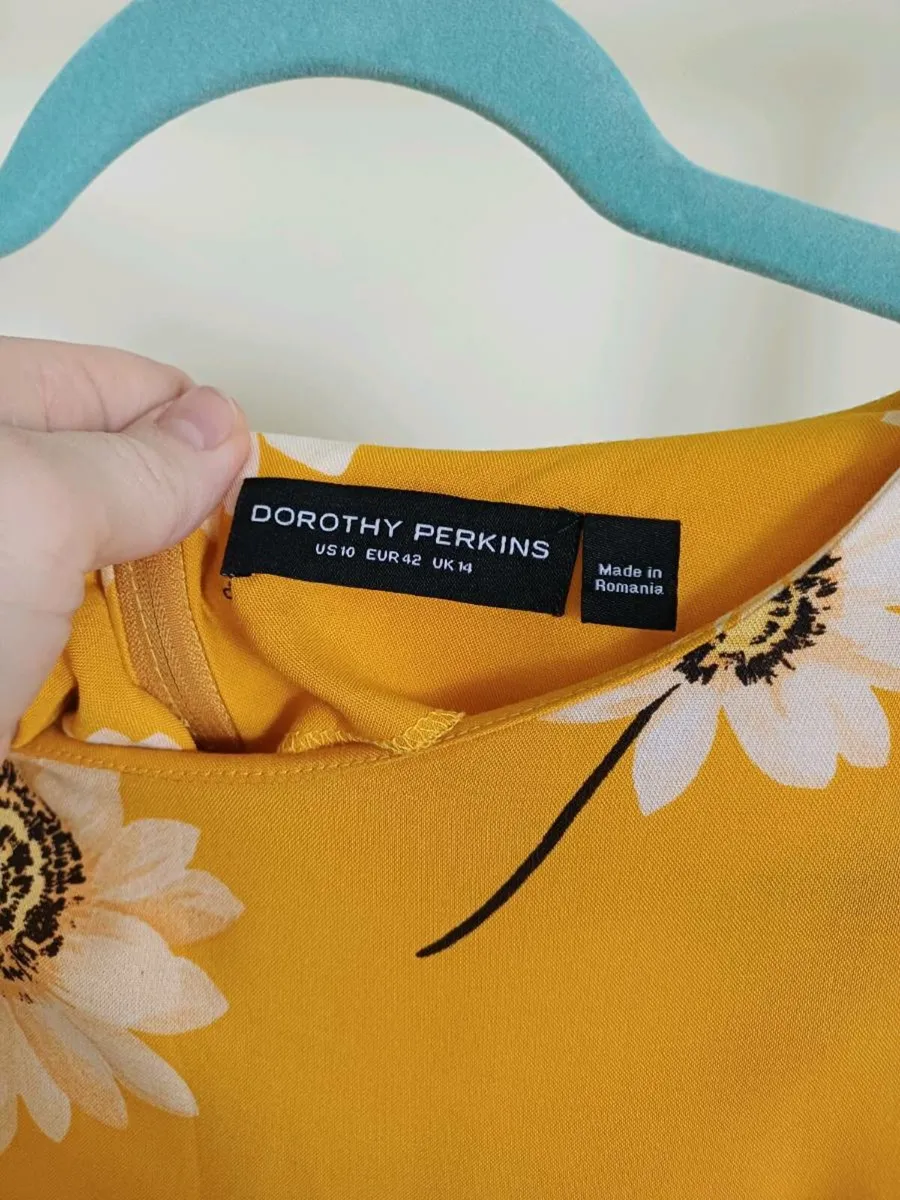 DOROTHY PERKINS
US10 EUR42 UK14
Made in
Romania